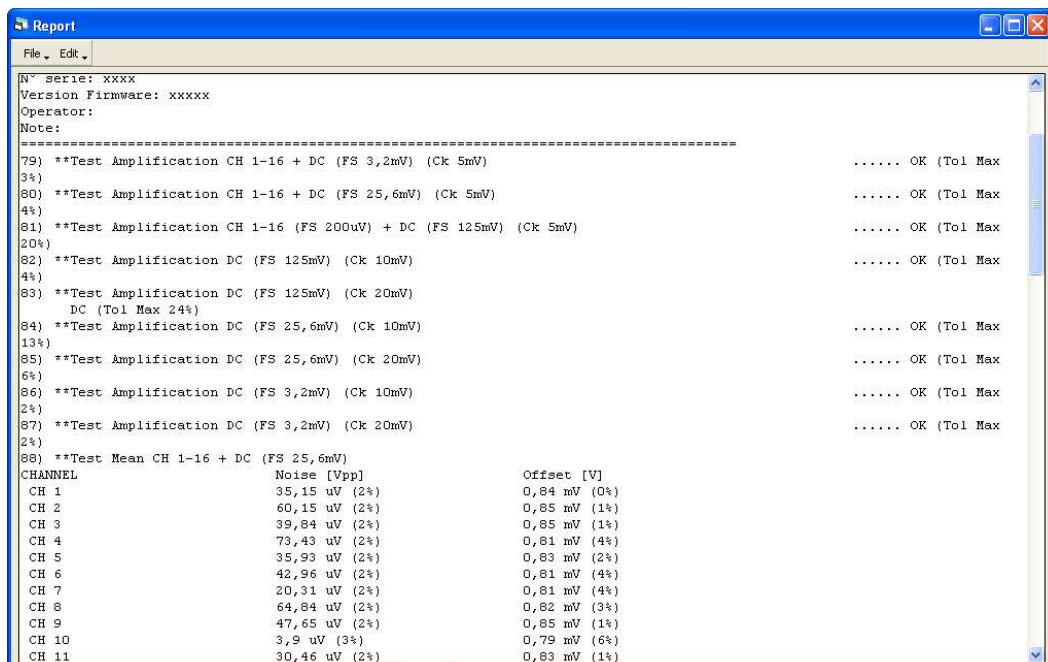 Report
File Edit
N° serie: xxxx
Version Firmware: xxxxx
Operator:
Note:
========================================================================================
79) **Test Amplification CH 1-16 + DC (FS 3,2mV) (Ck 5mV) ...... OK (Tol Max
3%)
80) **Test Amplification CH 1-16 + DC (FS 25,6mV) (Ck 5mV) ...... OK (Tol Max
4%)
81) **Test Amplification CH 1-16 (FS 200uV) + DC (FS 125mV) (Ck 5mV) ...... OK (Tol Max
20%)
82) **Test Amplification DC (FS 125mV) (Ck 10mV) ...... OK (Tol Max
4%)
83) **Test Amplification DC (FS 125mV) (Ck 20mV)
DC (Tol Max 24%)
84) **Test Amplification DC (FS 25,6mV) (Ck 10mV) ...... OK (Tol Max
13%)
85) **Test Amplification DC (FS 25,6mV) (Ck 20mV) ...... OK (Tol Max
6%)
86) **Test Amplification DC (FS 3,2mV) (Ck 10mV) ...... OK (Tol Max
2%)
87) **Test Amplification DC (FS 3,2mV) (Ck 20mV) ...... OK (Tol Max
2%)
88) **Test Mean CH 1-16 + DC (FS 25,6mV)
CHANNEL Noise [Vpp] Offset [V]
CH 1 35,15 uV (2%) 0,84 mV (0%)
CH 2 60,15 uV (2%) 0,85 mV (1%)
CH 3 39,84 uV (2%) 0,85 mV (1%)
CH 4 73,43 uV (2%) 0,81 mV (4%)
CH 5 35,93 uV (2%) 0,83 mV (2%)
CH 6 42,96 uV (2%) 0,81 mV (4%)
CH 7 20,31 uV (2%) 0,81 mV (4%)
CH 8 64,84 uV (2%) 0,82 mV (3%)
CH 9 47,65 uV (2%) 0,85 mV (1%)
CH 10 3,9 uV (3%) 0,79 mV (6%)
CH 11 30,46 uV (2%) 0,83 mV (1%)